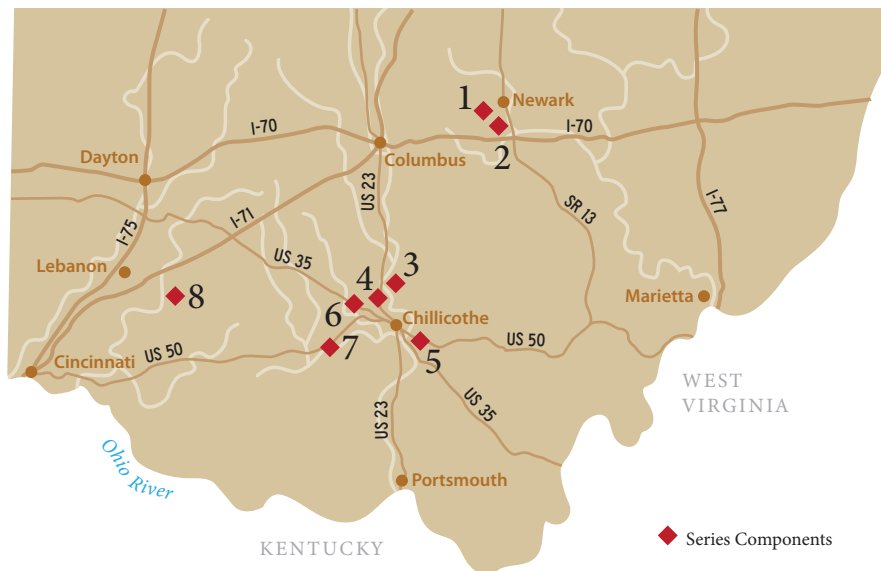 1
Newark
I-70
2
I-70
Dayton
Columbus
US 23
I-71
SR 13
I-77
I-75
US 35
Lebanon
3
4
8
6
Marietta
Chillicothe
US 50
7
5
US 50
Cincinnati
WEST
VIRGINIA
US 35
US 23
Ohio River
Portsmouth
KENTUCKY
Series Components